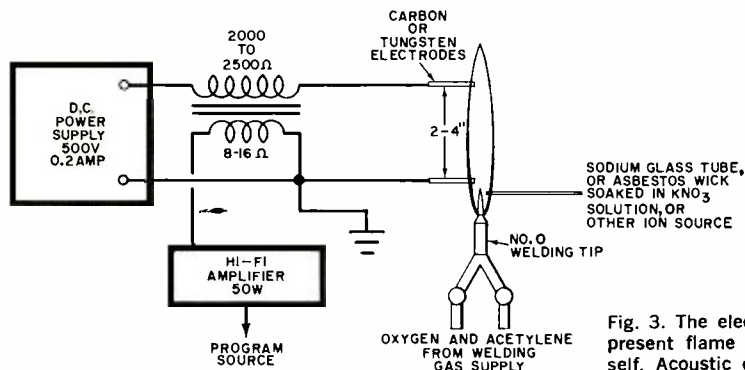 CARBON
OR
TUNGSTEN
ELECTRODES
2000
TO
2500Ω
D.C.
POWER
SUPPLY
500V
0.2AMP
8-16 Ω
2-4"
SODIUM GLASS TUBE,
OR ASBESTOS WICK
SOAKED IN KNO3
SOLUTION, OR
OTHER ION SOURCE
NO. 0
WELDING TIP
HI-FI
AMPLIFIER
50W
PROGRAM
SOURCE
OXYGEN AND ACETYLENE
FROM WELDING
GAS SUPPLY
Fig. 3. The elec
present flame
self. Acoustic